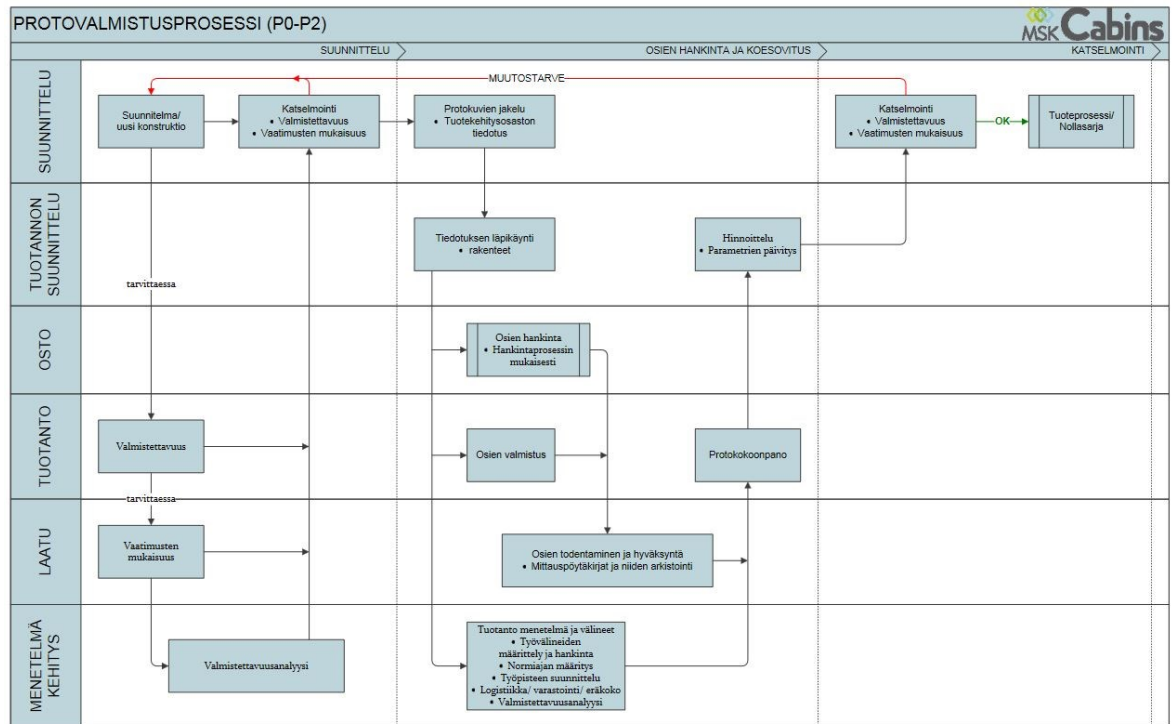 PROTOVALMISTUSPROSESSI (P0-P2)
MSK Cabins
SUUNNITTELU
OSIEN HANKINTA JA KOESOVITUS
KATSELMOINTI
SUUNNITTELU
MUUTOSTARVE
Suunnitelma/
uusi konstruktio
Katselmointi
• Valmistettavuus
• Vaatimusten mukaisuus
Protokuvien jakelu
• Tuotekehitysosaston
tiedotus
Katselmointi
• Valmistettavuus
• Vaatimusten mukaisuus
OK
Tuoteprosessi/
Nollasarja
TUOTANNON
SUUNNITTELU
tarvittaessa
Tiedotuksen läpikäynti
• rakenteet
Hinnoittelu
• Parametrien päivitys
OSTO
Osien hankinta
• Hankintaprosessin
mukaisesti
TUOTANTO
Valmistettavuus
Osien valmistus
Protokokoonpano
tarvittaessa
LAATU
Vaatimusten
mukaisuus
Osien todentaminen ja hyväksyntä
• Mittauspöytäkirjat ja niiden arkistointi
MENETELMÄ
KEHITYS
Valmistettavuusanalyysi
Tuotanto menetelmä ja välineet
• Työvälineiden
määrittely ja hankinta
• Normiajan määritys
• Työpisteen suunnittelu
• Logistiikka/ varastointi/ eräkoko
• Valmistettavuusanalyysi